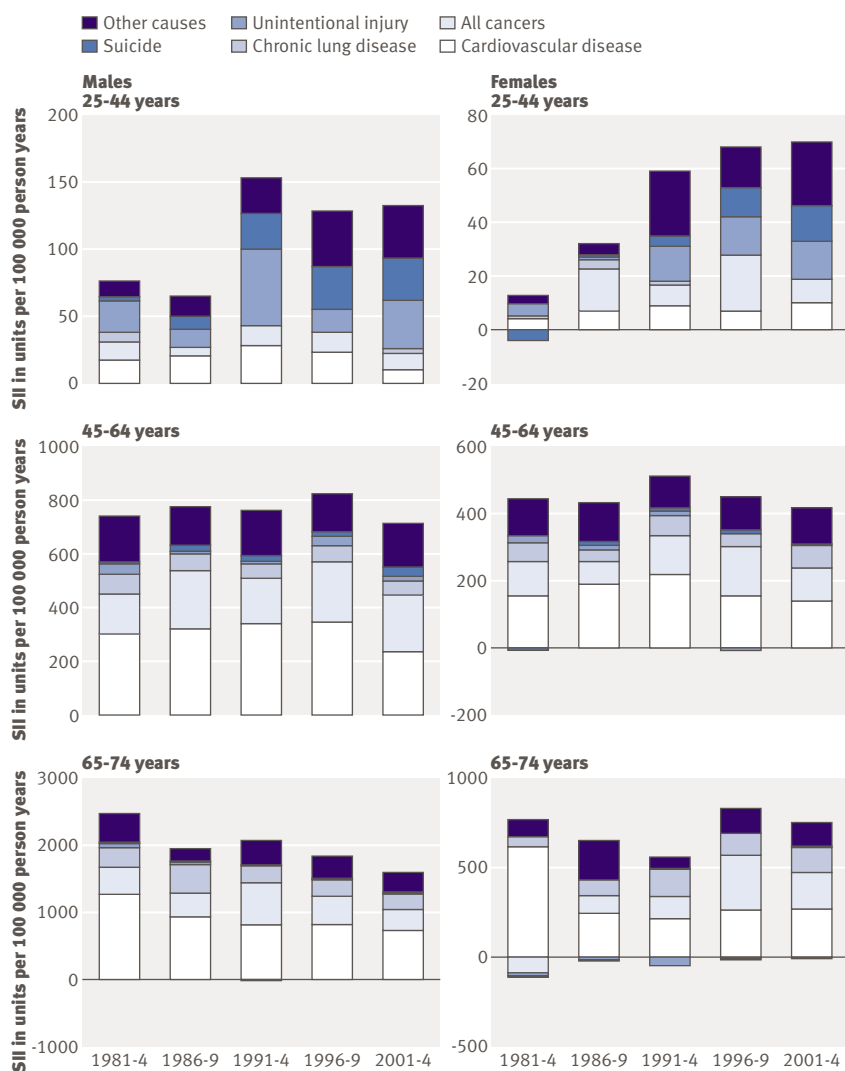 Other causes Unintentional injury All cancers
Suicide Chronic lung disease Cardiovascular disease
Males
25-44 years
SII in units per 100 000 person years
200
150
100
50
0
Females
25-44 years
80
60
40
20
0
-20
45-64 years
SII in units per 100 000 person years
1000
800
600
400
200
0
45-64 years
600
400
200
0
-200
65-74 years
SII in units per 100 000 person years
3000
2000
1000
0
-1000
1981-4 1986-9 1991-4 1996-9 2001-4
65-74 years
1000
500
0
-500
1981-4 1986-9 1991-4 1996-9 2001-4